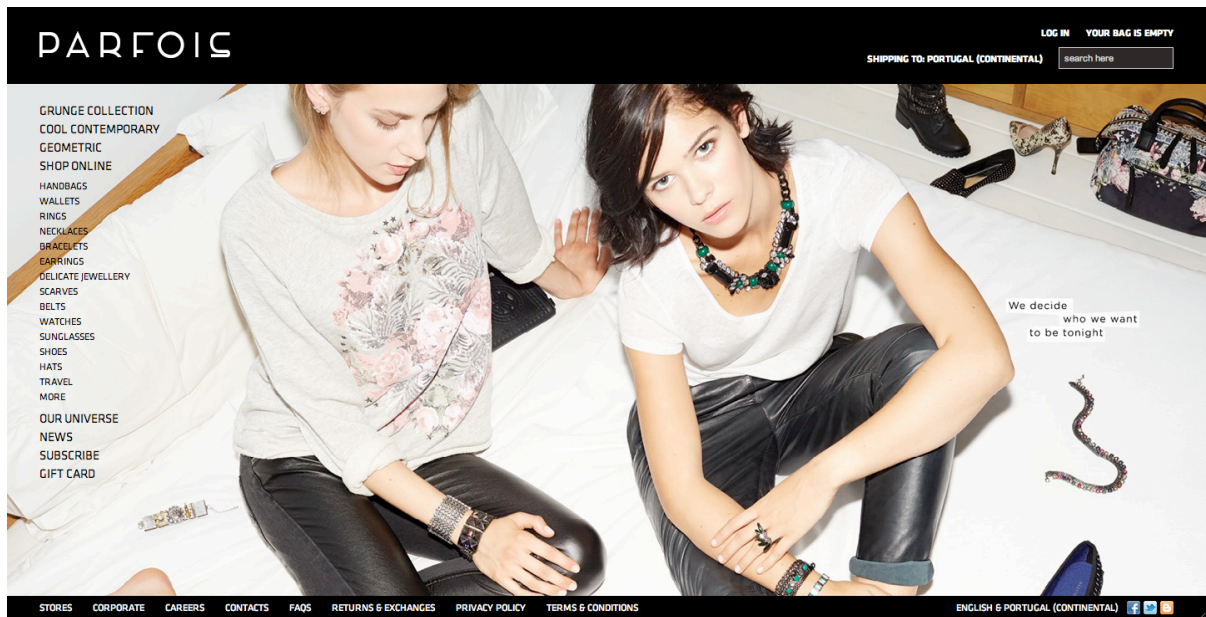 PARFOIS
LOG IN
YOUR BAG IS EMPTY
SHIPPING TO: PORTUGAL (CONTINENTAL)
search here
GRUNGE COLLECTION
COOL CONTEMPORARY
GEOMETRIC
SHOP ONLINE
HANDBAGS
WALLETS
RINGS
NECKLACES
BRACELETS
EARRINGS
DELICATE JEWELLERY
SCARVES
BELTS
WATCHES
SUNGLASSES
SHOES
HATS
TRAVEL
MORE
OUR UNIVERSE
NEWS
SUBSCRIBE
GIFT CARD
We decide
who we want
to be tonight
STORES
CORPORATE
CAREERS
CONTACTS
FAQS
RETURNS & EXCHANGES
PRIVACY POLICY
TERMS & CONDITIONS
ENGLISH & PORTUGAL (CONTINENTAL)